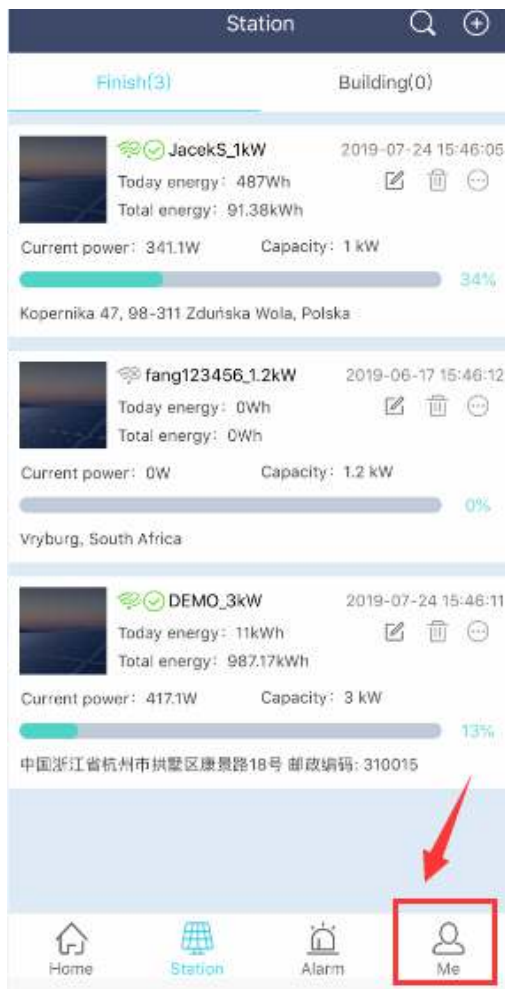 Station
Finish(3) Building(0)
JacekS_1kW 2019-07-24 15:46:05
Today energy: 487Wh
Total energy: 91.38kWh
Current power: 341.1W Capacity: 1 kW
34%
Kopernika 47, 98-311 Zduńska Wola, Polska
fang123456_1.2kW 2019-06-17 15:46:12
Today energy: 0Wh
Total energy: 0Wh
Current power: 0W Capacity: 1.2 kW
0%
Vryburg, South Africa
DEMO_3kW 2019-07-24 15:46:11
Today energy: 11kWh
Total energy: 987.17kWh
Current power: 417.1W Capacity: 3 kW
13%
中国浙江省杭州市拱墅区康景路18号 邮政编码: 310015
Home Station Alarm Me